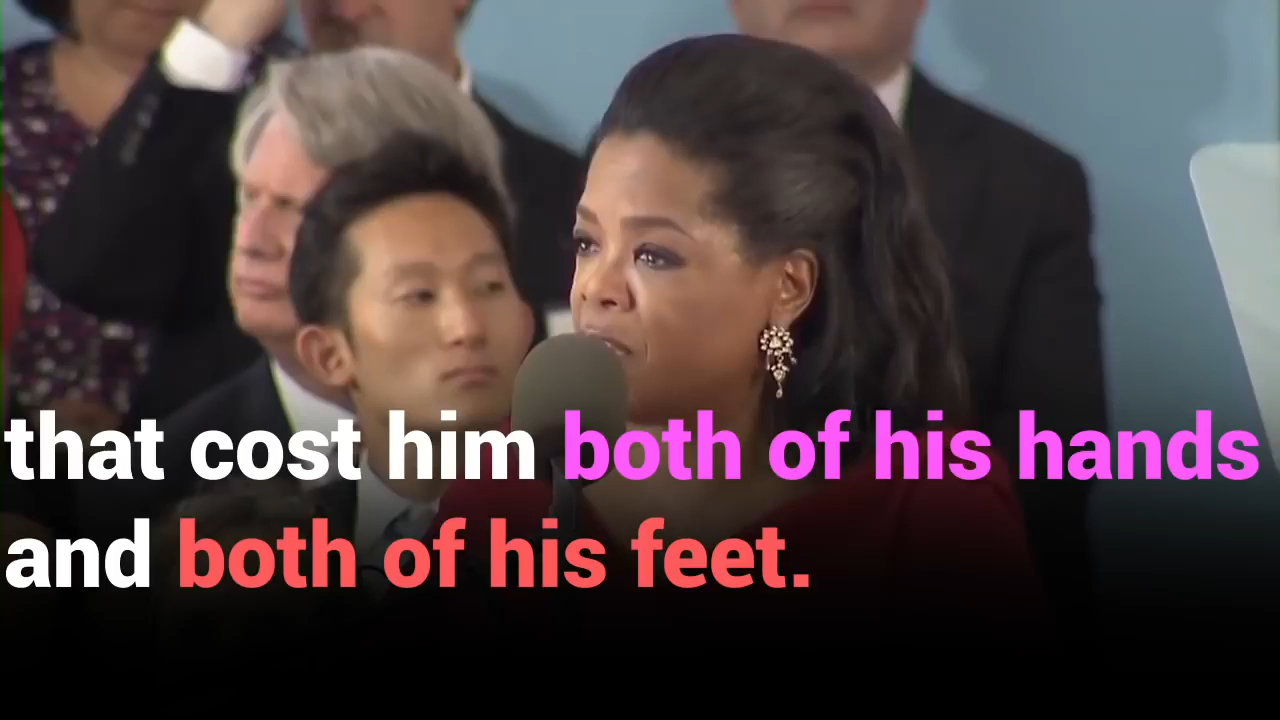 that cost him both of his hands
and both of his feet.